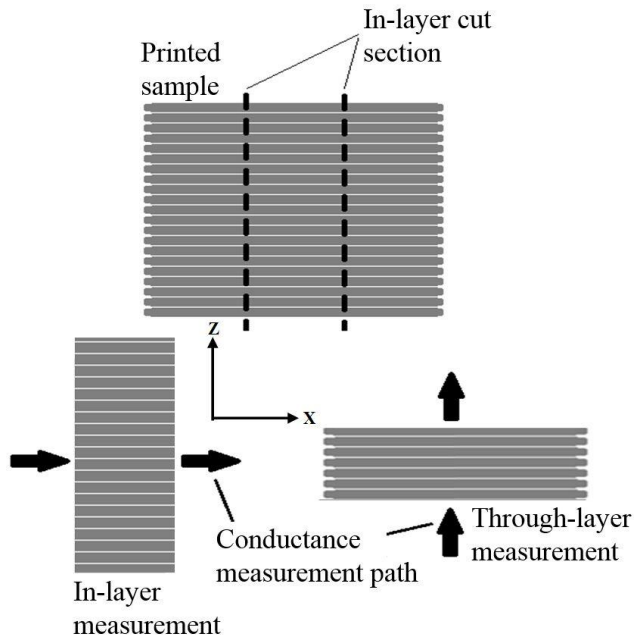 In-layer cut
section
Printed
sample
z
x
Through-layer
measurement
Conductance
measurement path
In-layer
measurement